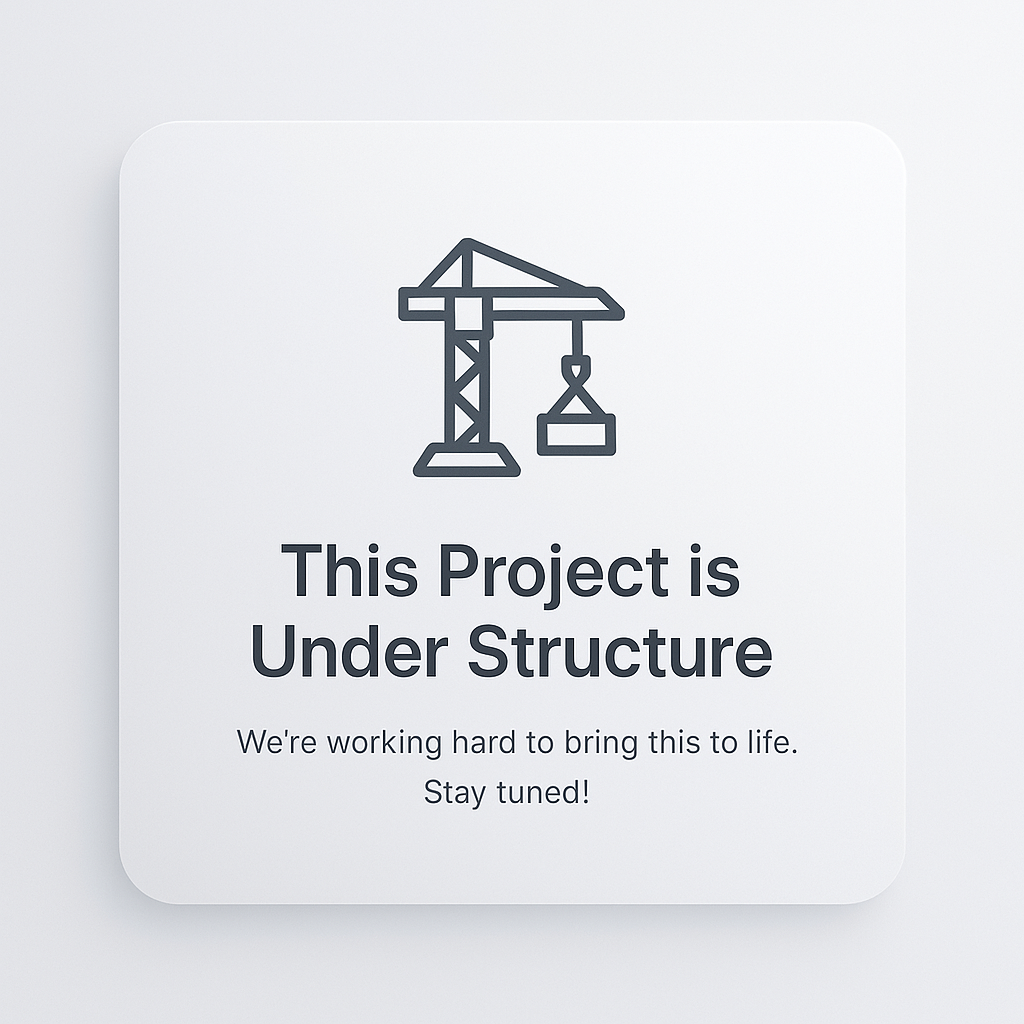 This Project is
Under Structure
We're working hard to bring this to life.
Stay tuned!